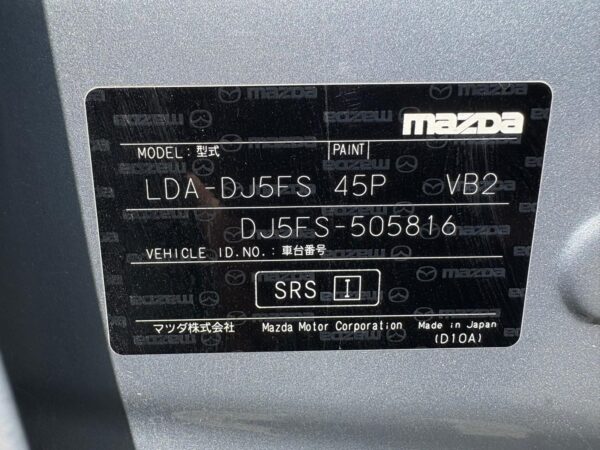 mazda
MODEL:型式 PAINT
LDA-DJ5FS 45P VB2
DJ5FS-505816
VEHICLE ID.NO.:車台番号
SRS I
マツダ株式会社 Mazda Motor Corporation Made in Japan
(D10A)